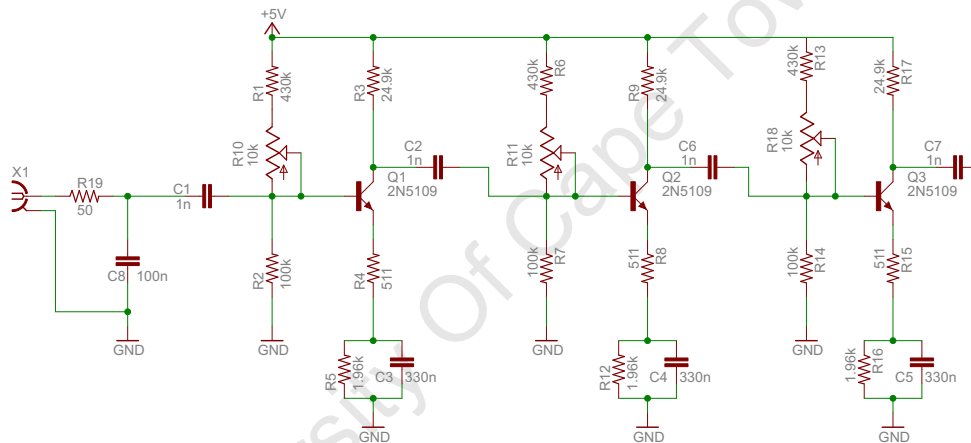 +5V
R1
430k
R3
24.9k
R6
430k
R9
24.9k
R13
430k
R17
24.9k
R10
10k
R11
10k
R18
10k
C2
1n
C6
1n
C7
1n
X1
R19
50
C1
1n
Q1
2N5109
Q2
2N5109
Q3
2N5109
C8
100n
R2
100k
R4
511
R7
100k
R8
511
R14
100k
R15
511
GND
GND
GND
GND
R5
1.96k
C3
330n
R12
1.96k
C4
330n
R16
1.96k
C5
330n
GND
GND
GND
rsity Of Cape Tow